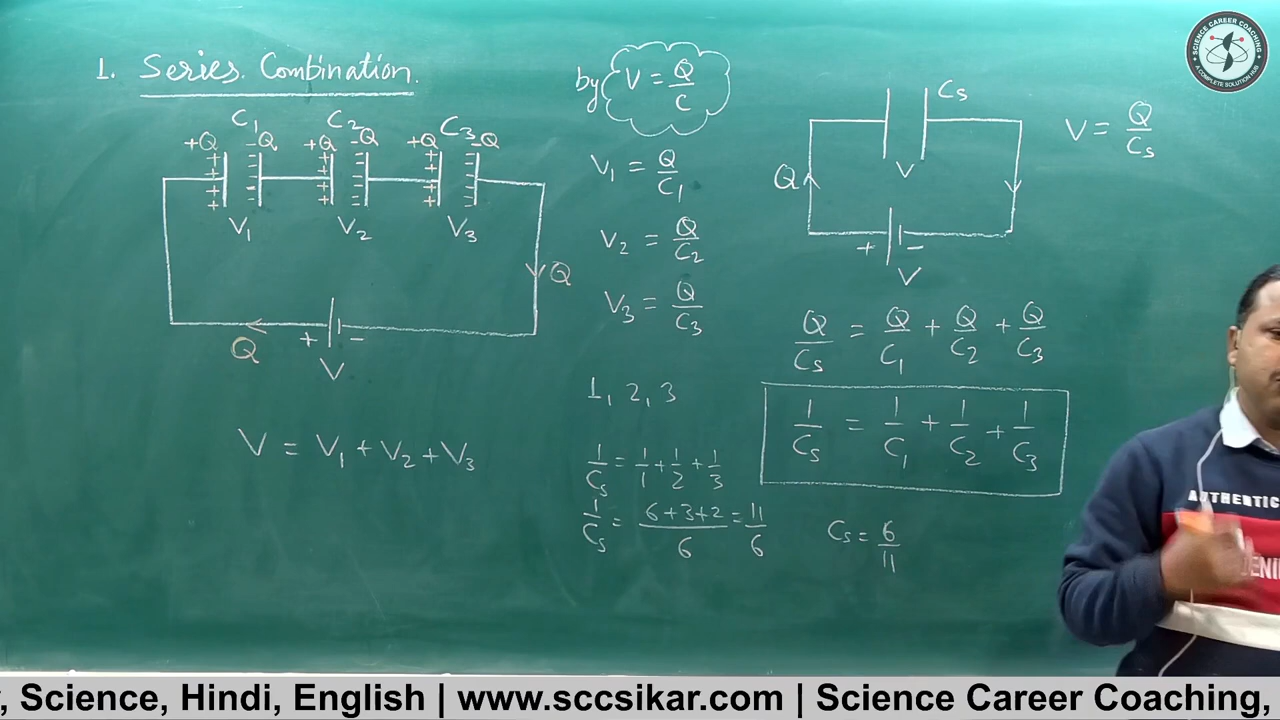 1. Series Combination.
C₁ C₂ C₃
+Q -Q +Q -Q +Q -Q
+ + + + - - - - - + + + + - - - - - + + + + - - - - -
V₁ V₂ V₃
Q
Q
+ -
V
V = V₁ + V₂ + V₃
by V = Q/C
V₁ = Q/C₁
V₂ = Q/C₂
V₃ = Q/C₃
1, 2, 3
1/Cs = 1/1 + 1/2 + 1/3
1/Cs = (6+3+2)/6 = 11/6
Cs
V
Q
+ -
V
V = Q/Cs
Q/Cs = Q/C₁ + Q/C₂ + Q/C₃
1/Cs = 1/C₁ + 1/C₂ + 1/C₃
Cs = 6/11
SCIENCE CAREER COACHING
A COMPLETE SOLUTION HUB
AUTHENTIC
, Science, Hindi, English | www.sccsikar.com | Science Career Coaching,